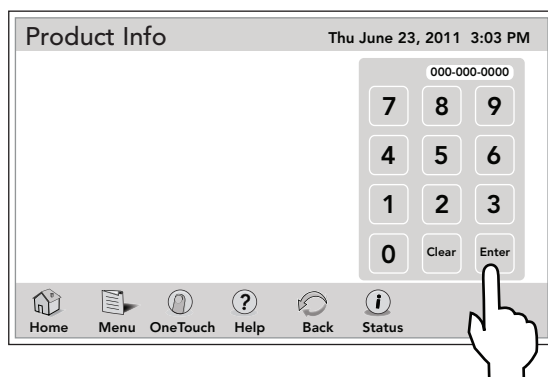 Product Info Thu June 23, 2011 3:03 PM
000-000-0000
7 8 9
4 5 6
1 2 3
0 Clear Enter
?
i
Home Menu OneTouch Help Back Status